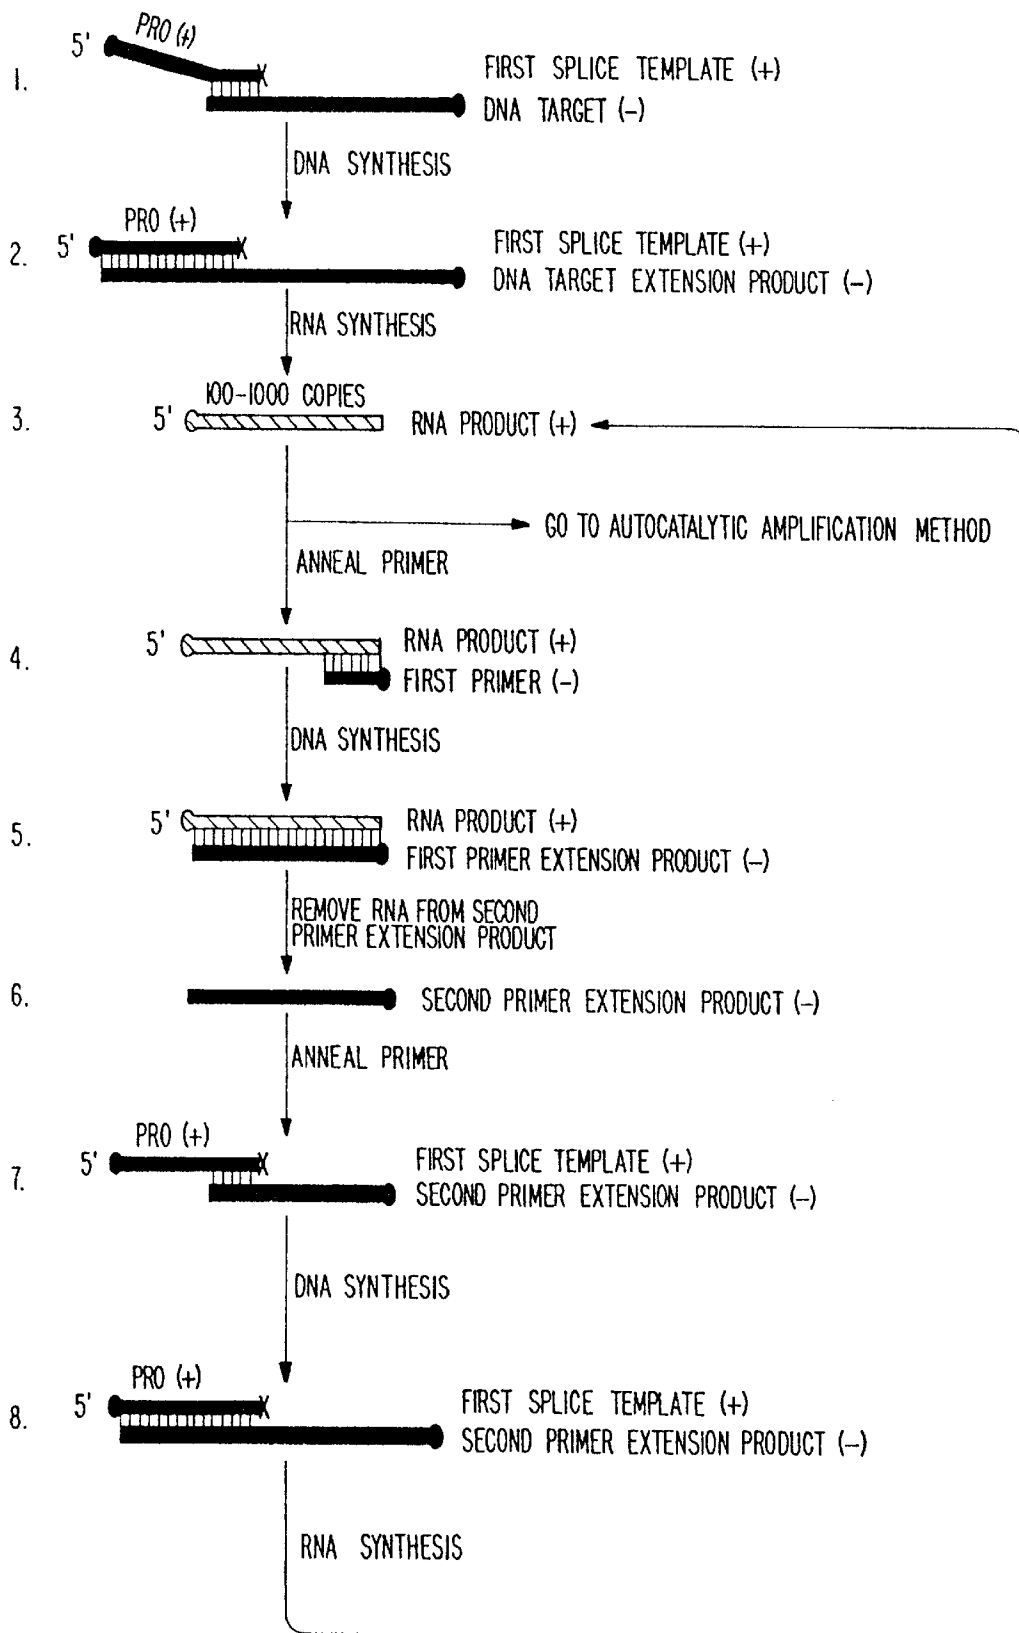 PRO (+)
5'
1.
FIRST SPLICE TEMPLATE (+)
DNA TARGET (-)
DNA SYNTHESIS
PRO (+)
5'
2.
FIRST SPLICE TEMPLATE (+)
DNA TARGET EXTENSION PRODUCT (-)
RNA SYNTHESIS
100-1000 COPIES
3.
5'
RNA PRODUCT (+)
GO TO AUTOCATALYTIC AMPLIFICATION METHOD
ANNEAL PRIMER
4.
5'
RNA PRODUCT (+)
FIRST PRIMER (-)
DNA SYNTHESIS
5.
5'
RNA PRODUCT (+)
FIRST PRIMER EXTENSION PRODUCT (-)
REMOVE RNA FROM SECOND
PRIMER EXTENSION PRODUCT
6.
SECOND PRIMER EXTENSION PRODUCT (-)
ANNEAL PRIMER
PRO (+)
5'
7.
X
FIRST SPLICE TEMPLATE (+)
SECOND PRIMER EXTENSION PRODUCT (-)
DNA SYNTHESIS
PRO (+)
5'
8.
X
FIRST SPLICE TEMPLATE (+)
SECOND PRIMER EXTENSION PRODUCT (-)
RNA SYNTHESIS